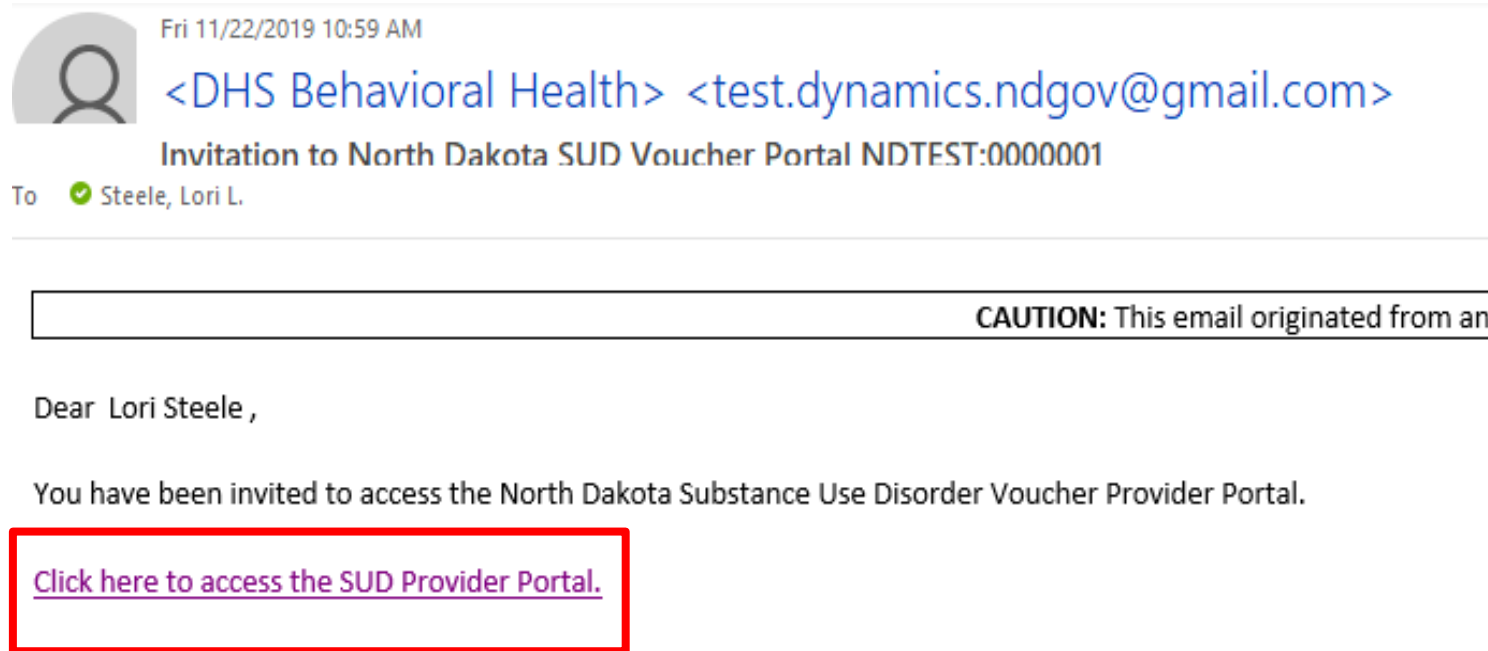 Fri 11/22/2019 10:59 AM
<DHS Behavioral Health> <test.dynamics.ndgov@gmail.com>
Invitation to North Dakota SUD Voucher Portal NDTEST:0000001
To Steele, Lori L.
CAUTION: This email originated from an
Dear Lori Steele ,
You have been invited to access the North Dakota Substance Use Disorder Voucher Provider Portal.
Click here to access the SUD Provider Portal.